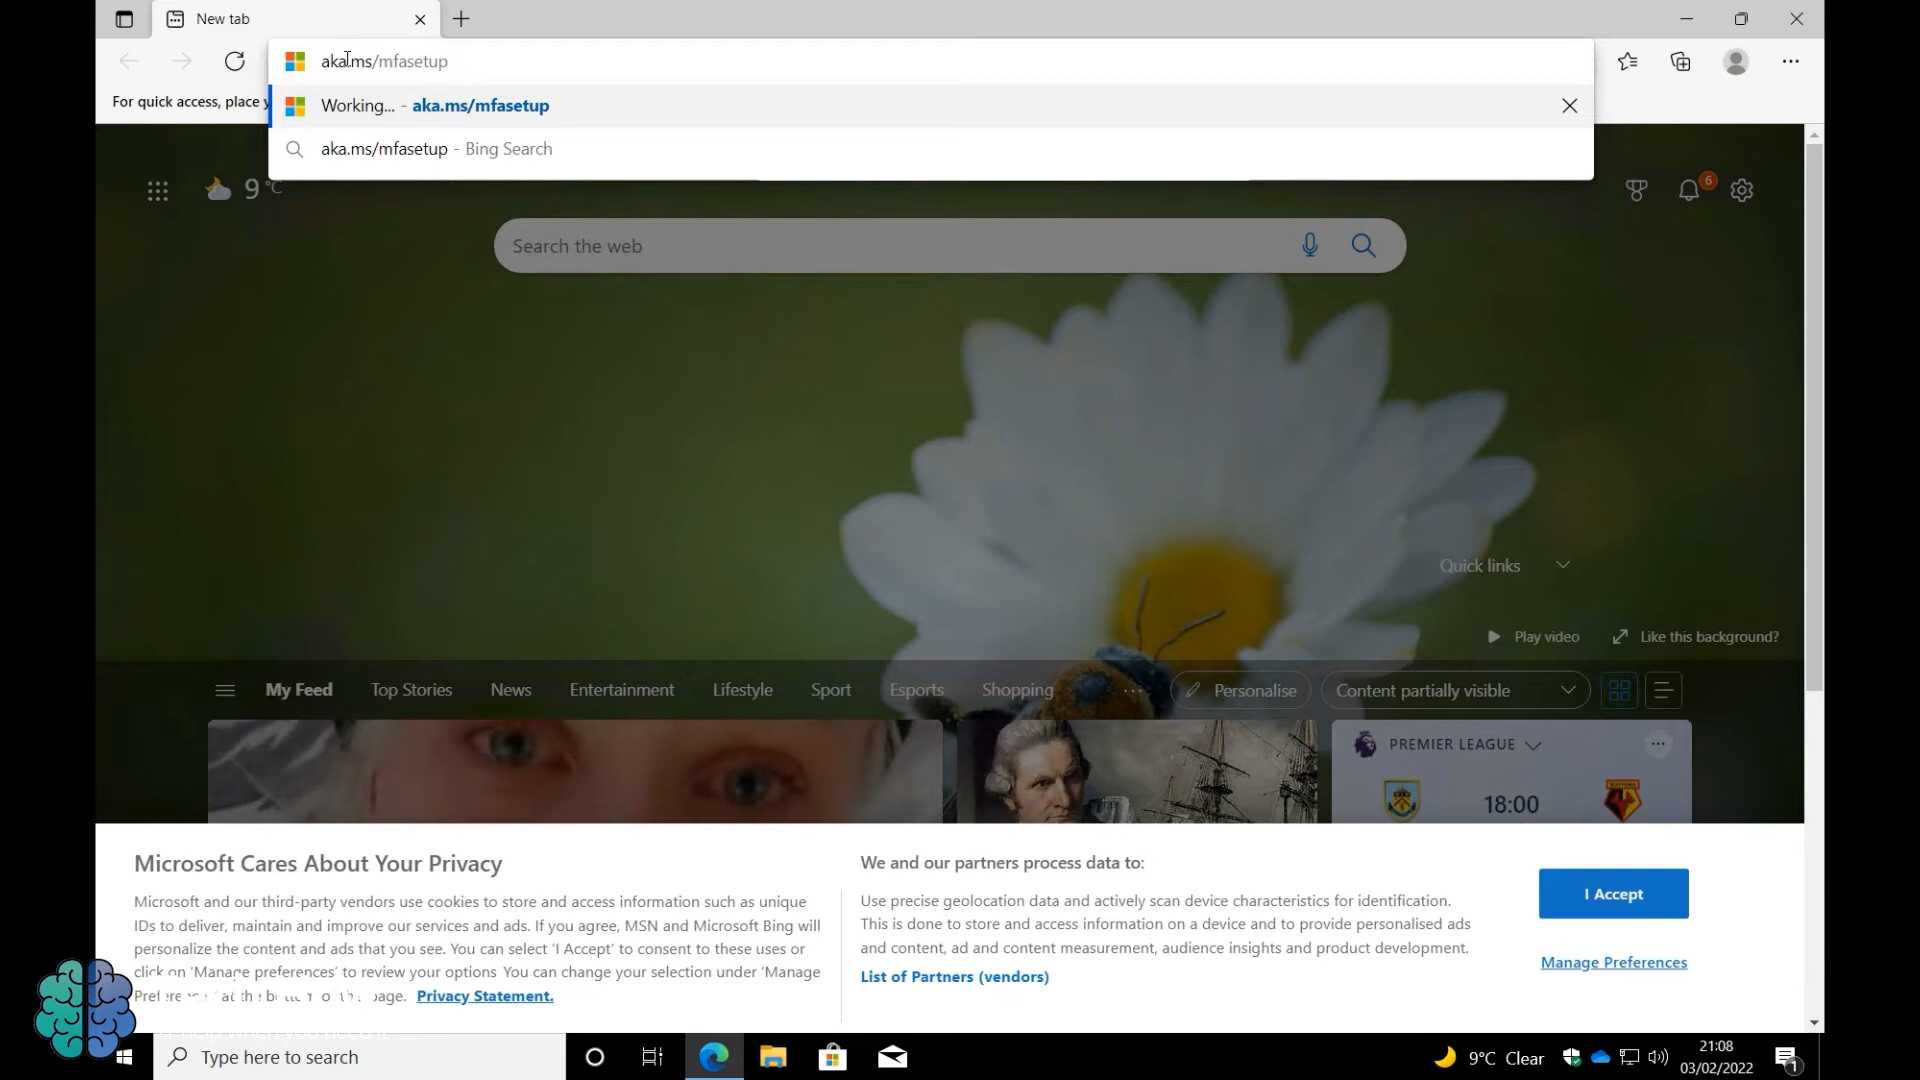 New tab
aka.ms/mfasetup
Working... - aka.ms/mfasetup
aka.ms/mfasetup - Bing Search
For quick access, place
9 °C
6
Search the web
Quick links
Play video
Like this background?
My Feed Top Stories News Entertainment Lifestyle Sport Esports Shopping ... Personalise Content partially visible
PREMIER LEAGUE
18:00
Microsoft Cares About Your Privacy
Microsoft and our third-party vendors use cookies to store and access information such as unique
IDs to deliver, maintain and improve our services and ads. If you agree, MSN and Microsoft Bing will
personalize the content and ads that you see. You can select 'I Accept' to consent to these uses or
click on 'Manage preferences' to review your options You can change your selection under 'Manage
at the bottom of this page. Privacy Statement.
We and our partners process data to:
Use precise geolocation data and actively scan device characteristics for identification.
This is done to store and access information on a device and to provide personalised ads
and content, ad and content measurement, audience insights and product development.
List of Partners (vendors)
I Accept
Manage Preferences
Type here to search
9°C Clear
21:08
03/02/2022
1